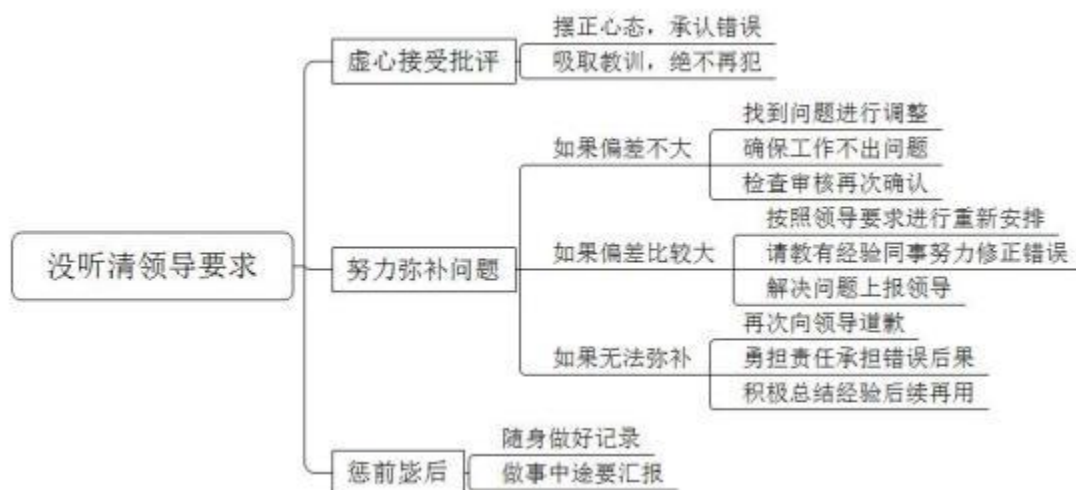 没听清领导要求
虚心接受批评
摆正心态，承认错误
吸取教训，绝不再犯
努力弥补问题
如果偏差不大
找到问题进行调整
确保工作不出问题
检查审核再次确认
如果偏差比较大
按照领导要求进行重新安排
请教有经验同事努力修正错误
解决问题上报领导
如果无法弥补
再次向领导道歉
勇担责任承担错误后果
积极总结经验后续再用
惩前毖后
随身做好记录
做事中途要汇报